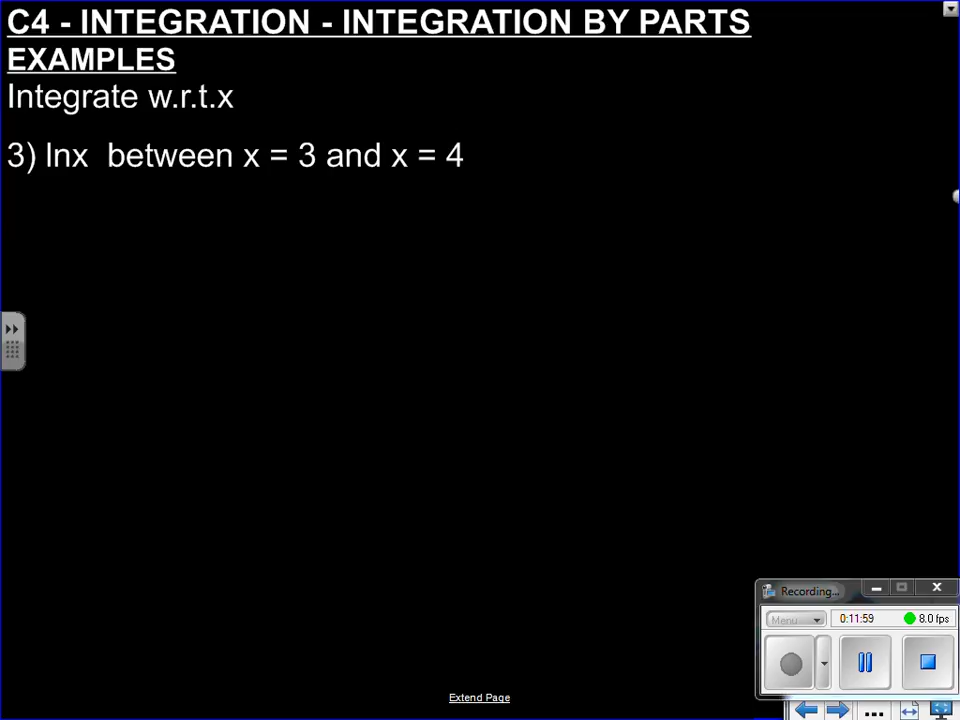 C4 - INTEGRATION - INTEGRATION BY PARTS
EXAMPLES
Integrate w.r.t.x
3) lnx between x = 3 and x = 4
Recording...
Menu
0:11:59
8.0 fps
Extend Page